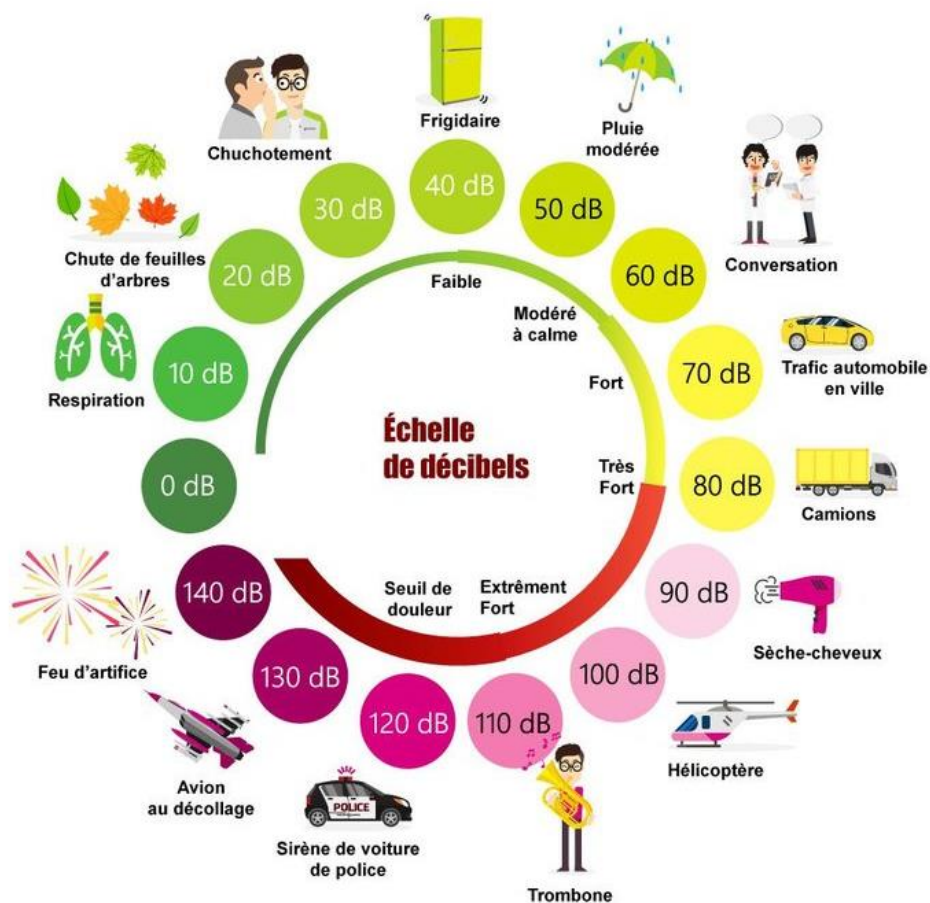 Échelle
de décibels
0 dB
10 dB
Respiration
20 dB
Chute de feuilles
d'arbres
30 dB
Chuchotement
40 dB
Frigidaire
50 dB
Pluie
modérée
60 dB
Conversation
70 dB
Trafic automobile
en ville
80 dB
Camions
90 dB
Sèche-cheveux
100 dB
Hélicoptère
110 dB
Trombone
120 dB
POLICE
Sirène de voiture
de police
130 dB
Avion
au décollage
140 dB
Feu d'artifice
Faible
Modéré
à calme
Fort
Très
Fort
Extrêment
Fort
Seuil de
douleur